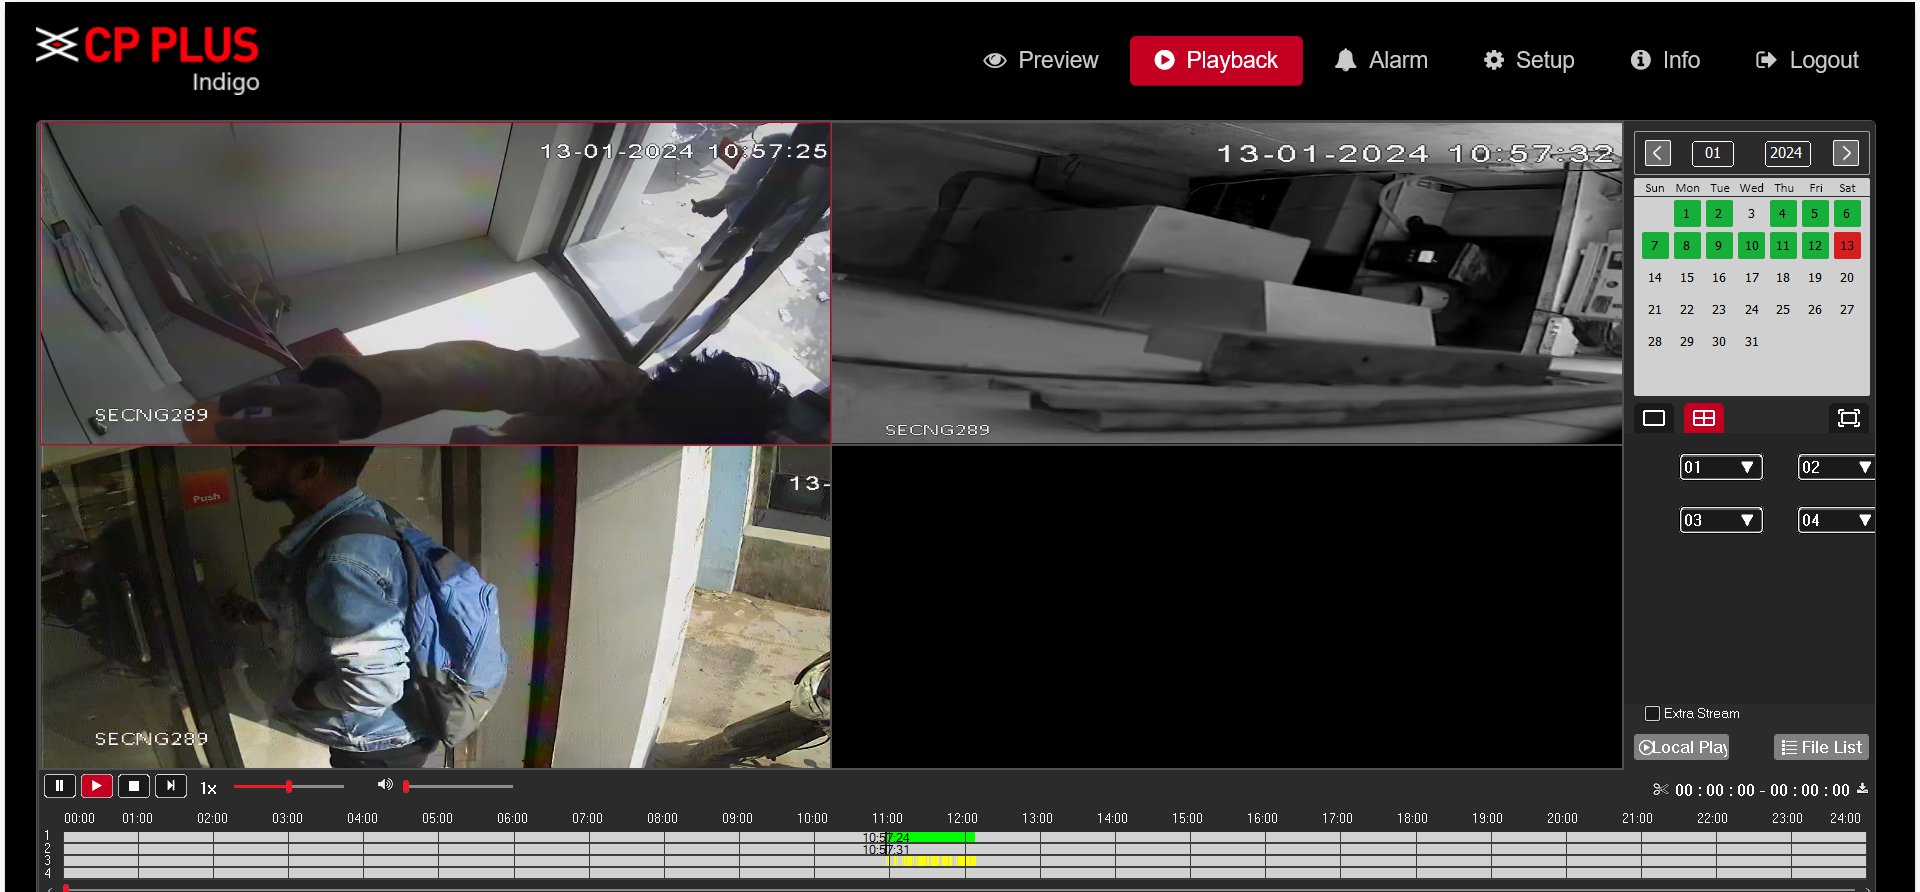 CP PLUS
Indigo
Preview
Playback
Alarm
Setup
Info
Logout
13-01-2024 10:57:25
SECNG289
13-01-2024 10:57:32
SECNG289
Push
13-
SECNG289
01 2024
Sun Mon Tue Wed Thu Fri Sat
1 2 3 4 5 6
7 8 9 10 11 12 13
14 15 16 17 18 19 20
21 22 23 24 25 26 27
28 29 30 31
01 02
03 04
Extra Stream
Local Play
File List
1x
00 : 00 : 00 - 00 : 00 : 00
00:00 01:00 02:00 03:00 04:00 05:00 06:00 07:00 08:00 09:00 10:00 11:00 12:00 13:00 14:00 15:00 16:00 17:00 18:00 19:00 20:00 21:00 22:00 23:00 24:00
1 10:57:24
2 10:57:31
3
4